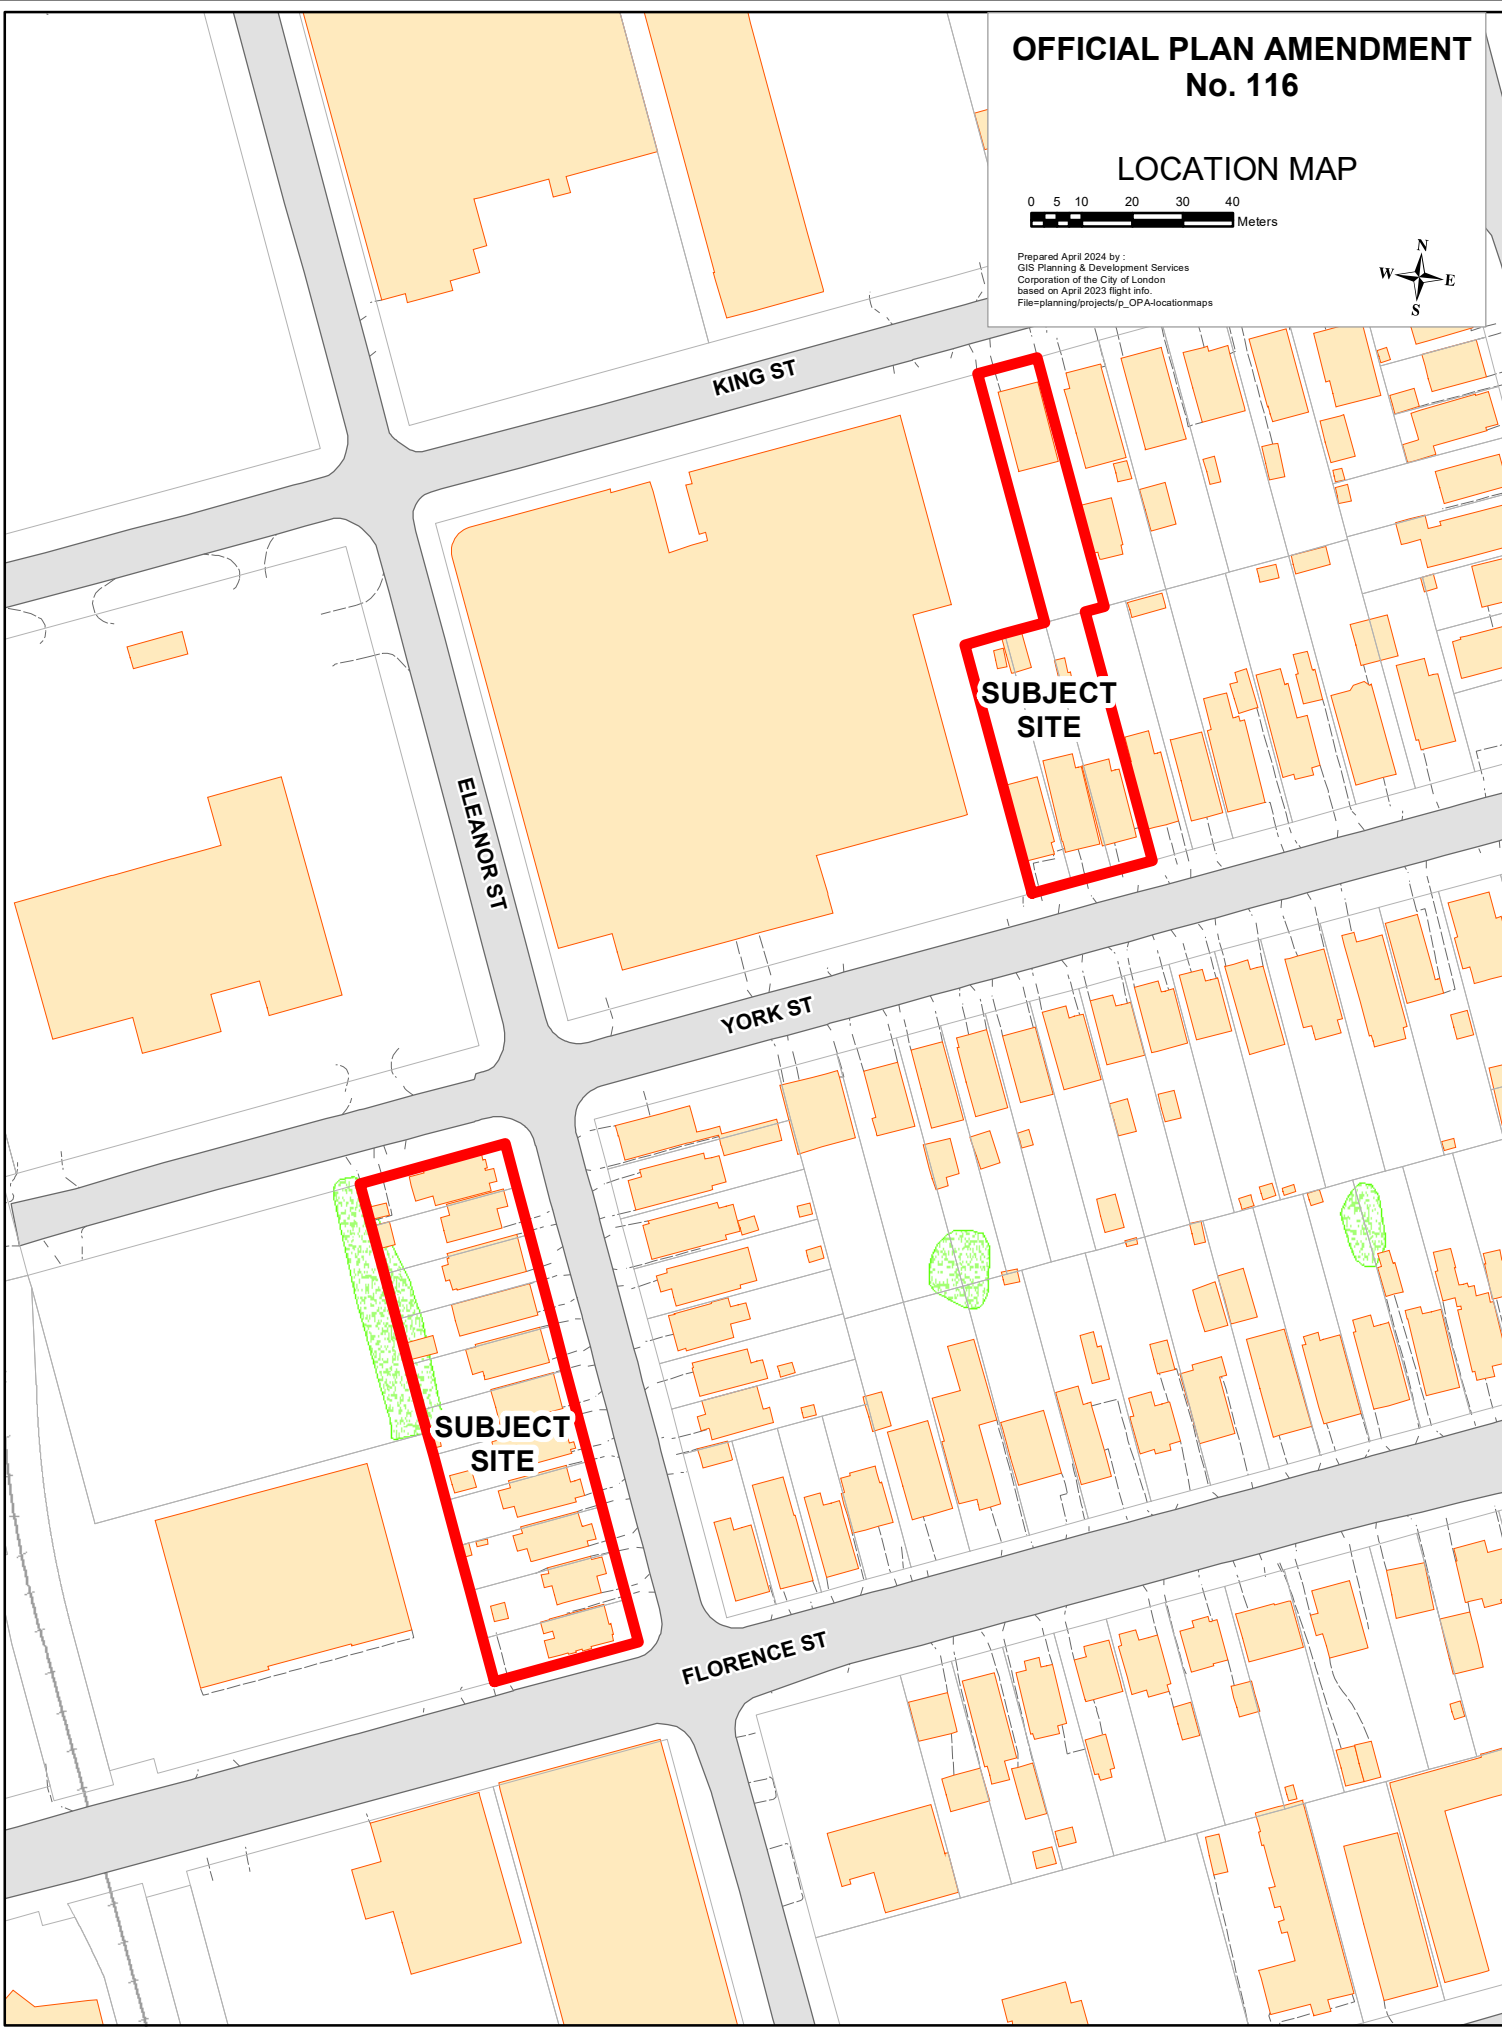 OFFICIAL PLAN AMENDMENT
No. 116
LOCATION MAP
0 5 10 20 30 40
Meters
Prepared April 2024 by :
GIS Planning & Development Services
Corporation of the City of London
based on April 2023 flight info.
File=planning/projects/p_OPA-locationmaps
N
W E
S
KING ST
SUBJECT
SITE
ELEANOR ST
YORK ST
SUBJECT
SITE
FLORENCE ST